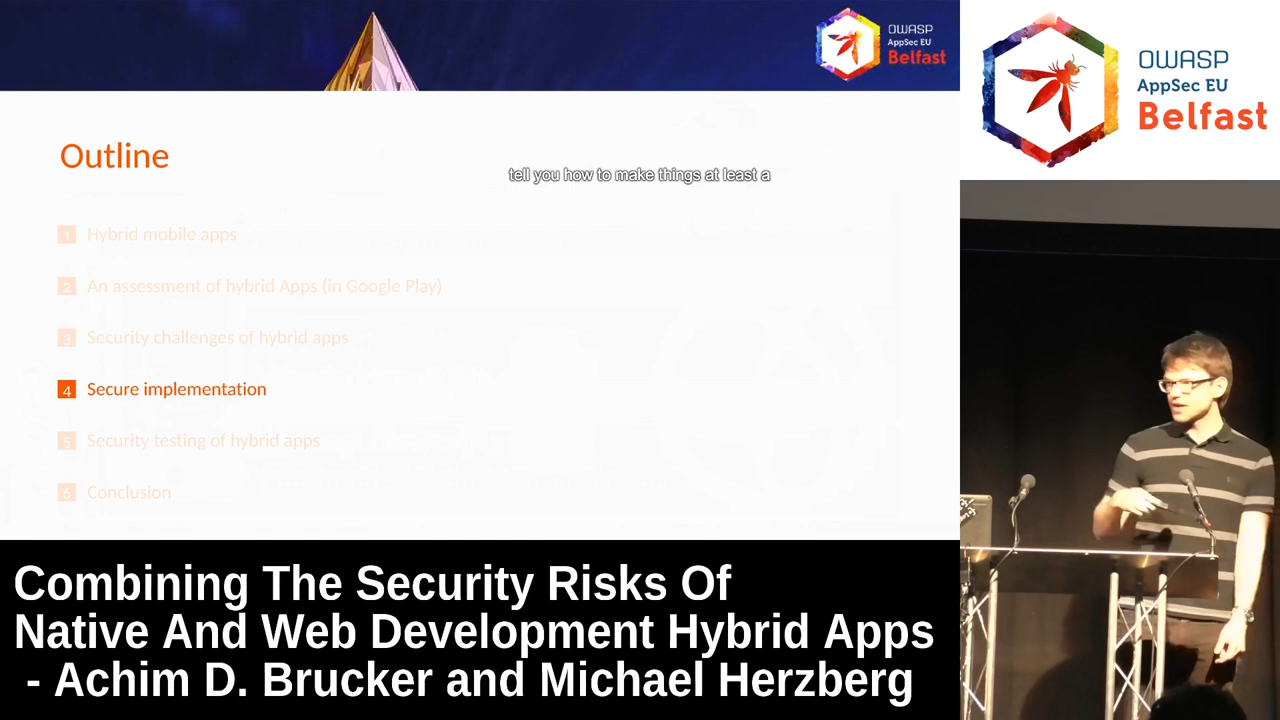 OWASP
AppSec EU
Belfast
OWASP
AppSec EU
Belfast
Outline
tell you how to make things at least a
1 Hybrid mobile apps
2 An assessment of hybrid Apps (in Google Play)
3 Security challenges of hybrid apps
4 Secure implementation
5 Security testing of hybrid apps
6 Conclusion
Combining The Security Risks Of
Native And Web Development Hybrid Apps
- Achim D. Brucker and Michael Herzberg